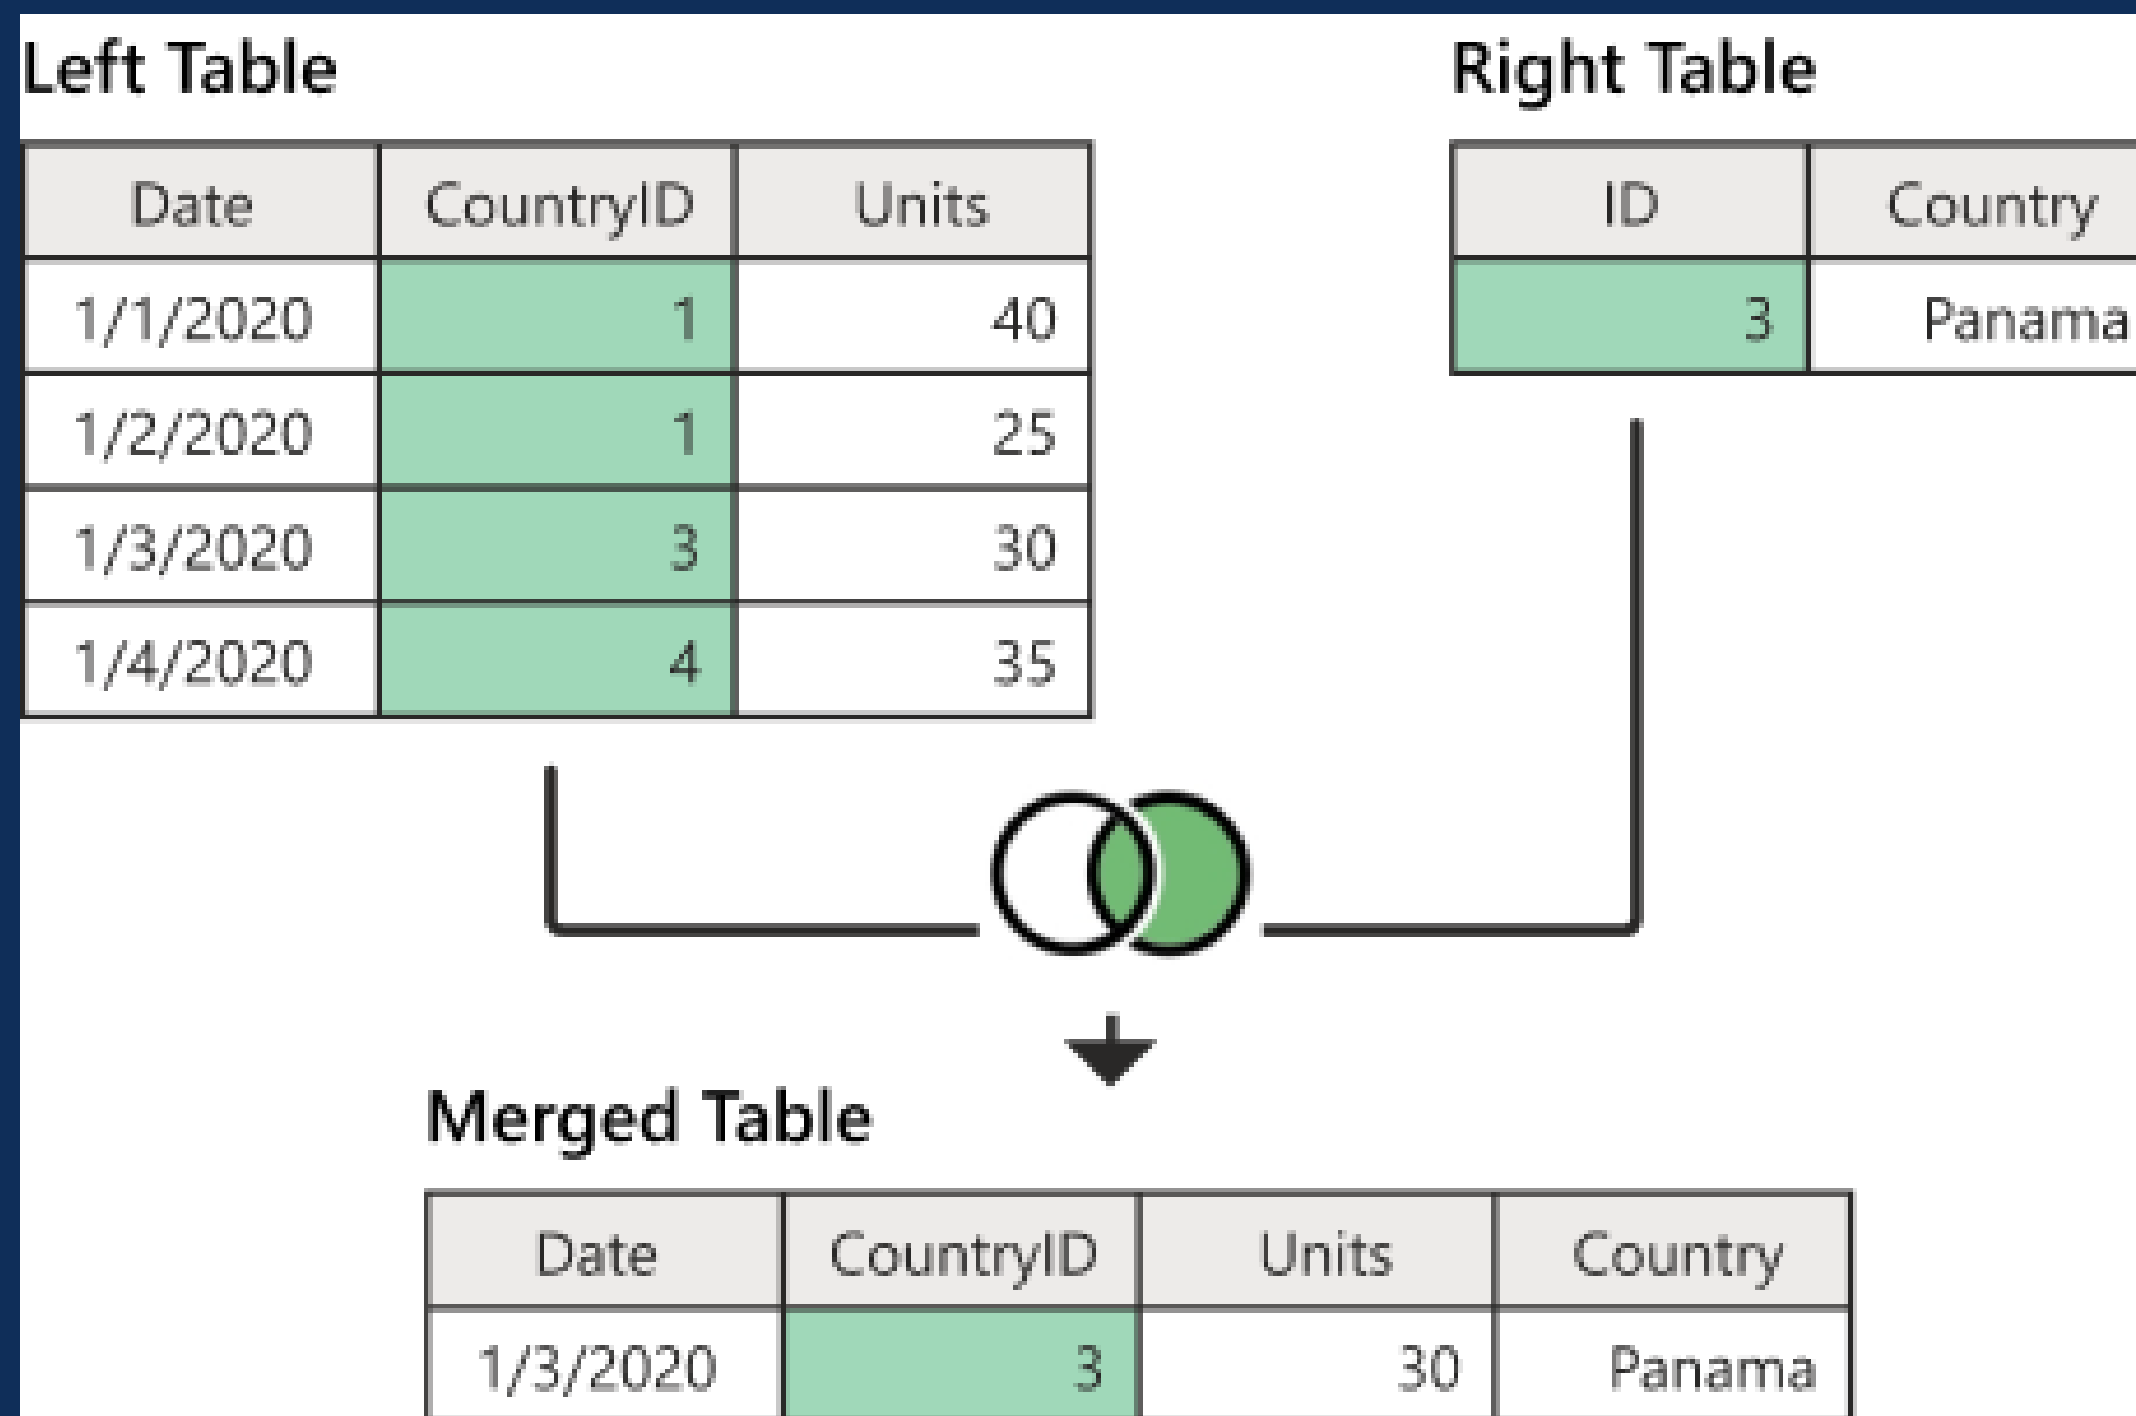 Left Table
Right Table
Date CountryID Units
1/1/2020 1 40
1/2/2020 1 25
1/3/2020 3 30
1/4/2020 4 35
ID Country
3 Panama
Merged Table
Date CountryID Units Country
1/3/2020 3 30 Panama